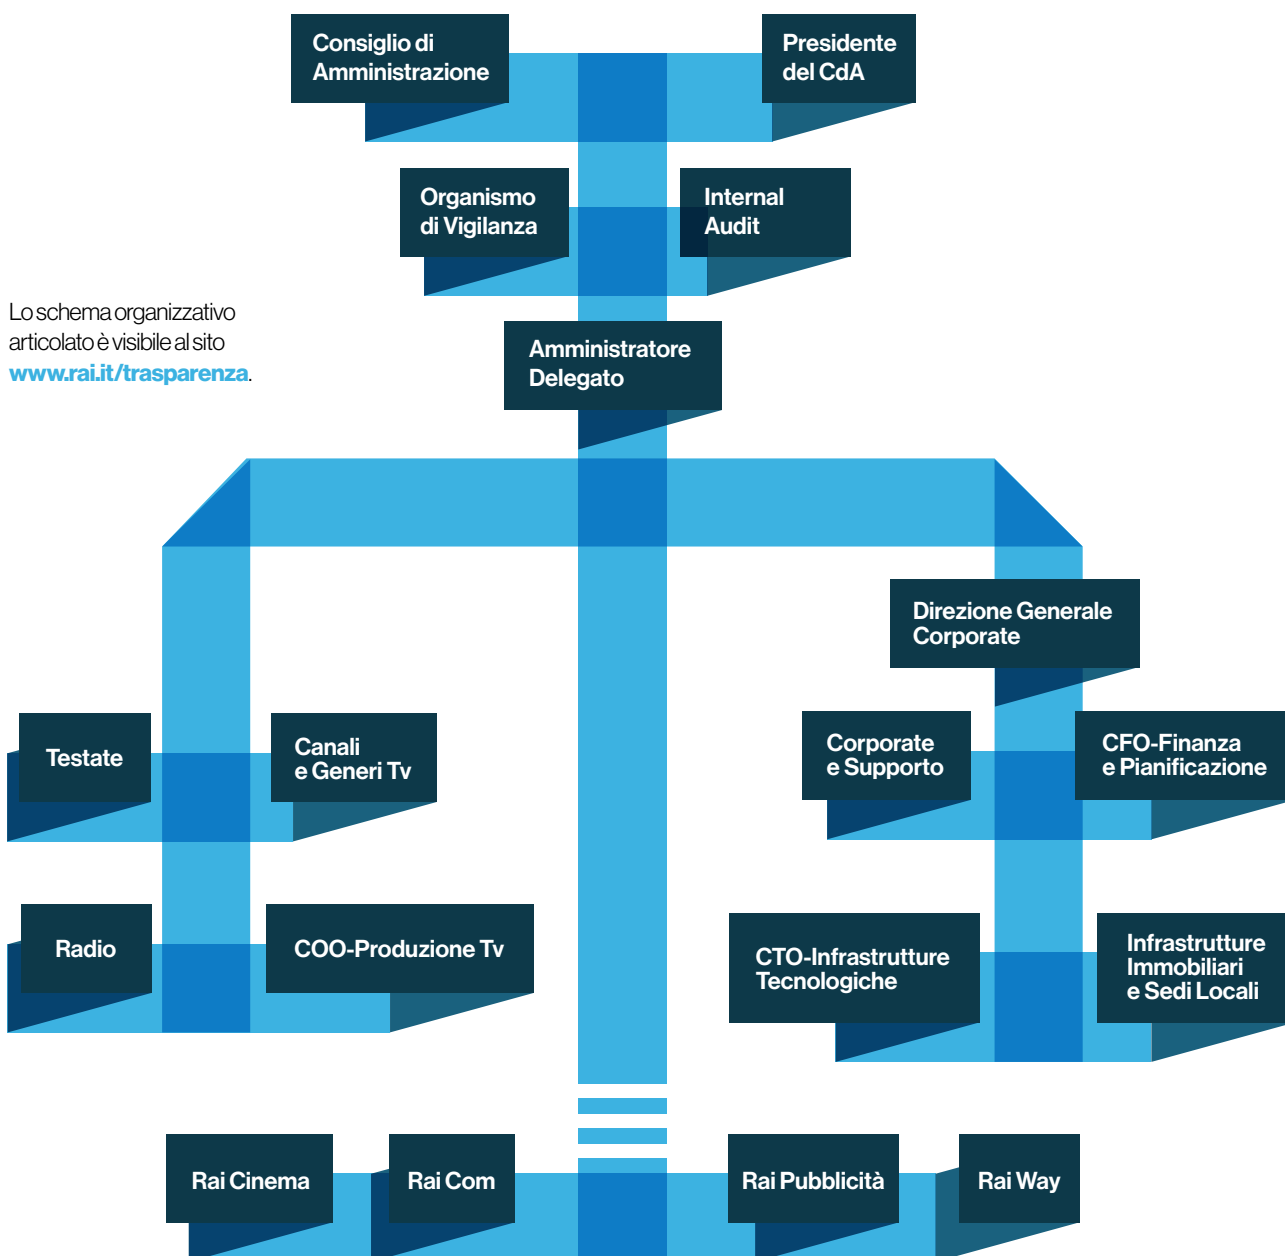 Consiglio di
Amministrazione
Presidente
del CdA
Organismo
di Vigilanza
Internal
Audit
Lo schema organizzativo
articolato è visibile al sito
www.rai.it/trasparenza.
Amministratore
Delegato
Direzione Generale
Corporate
Testate
Canali
e Generi Tv
Corporate
e Supporto
CFO-Finanza
e Pianificazione
Radio
COO-Produzione Tv
CTO-Infrastrutture
Tecnologiche
Infrastrutture
Immobiliari
e Sedi Locali
Rai Cinema
Rai Com
Rai Pubblicità
Rai Way